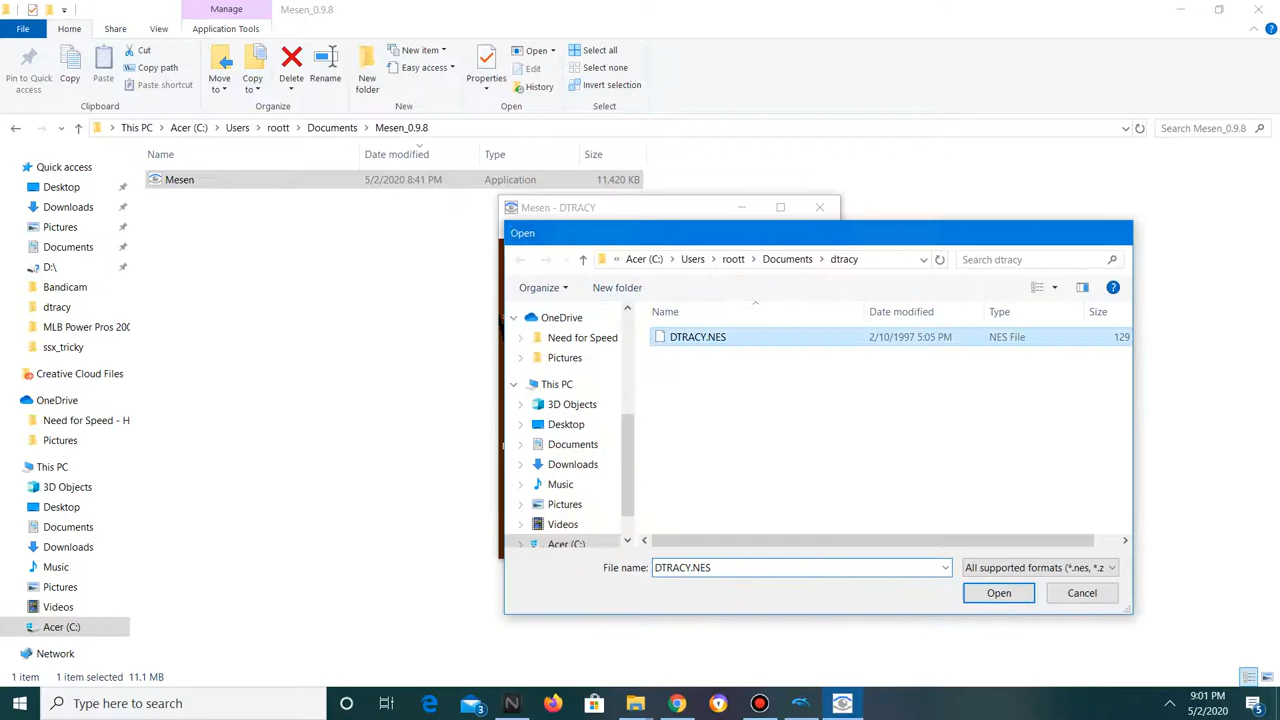 Manage
Mesen_0.9.8
File
Home
Share
View
Application Tools
Pin to Quick access
Copy
Paste
Cut
Copy path
Paste shortcut
Clipboard
Move to
Copy to
Delete
Rename
Organize
New folder
New item
Easy access
New
Properties
Open
Edit
History
Open
Select all
Select none
Invert selection
Select
This PC
Acer (C:)
Users
roott
Documents
Mesen_0.9.8
Search Mesen_0.9.8
Name
Date modified
Type
Size
Mesen
5/2/2020 8:41 PM
Application
11,420 KB
Quick access
Desktop
Downloads
Pictures
Documents
D:\
Bandicam
dtracy
MLB Power Pros 200
ssx_tricky
Creative Cloud Files
OneDrive
Need for Speed - H
Pictures
This PC
3D Objects
Desktop
Documents
Downloads
Music
Pictures
Videos
Acer (C:)
Network
1 item
1 item selected 11.1 MB
Mesen - DTRACY
Open
« Acer (C:)
Users
roott
Documents
dtracy
Search dtracy
Organize
New folder
OneDrive
Need for Speed
Pictures
This PC
3D Objects
Desktop
Documents
Downloads
Music
Pictures
Videos
Acer (C:)
Name
Date modified
Type
Size
DTRACY.NES
2/10/1997 5:05 PM
NES File
129
File name:
DTRACY.NES
All supported formats (*.nes, *.z
Open
Cancel
Type here to search
3
9:01 PM
5/2/2020
5